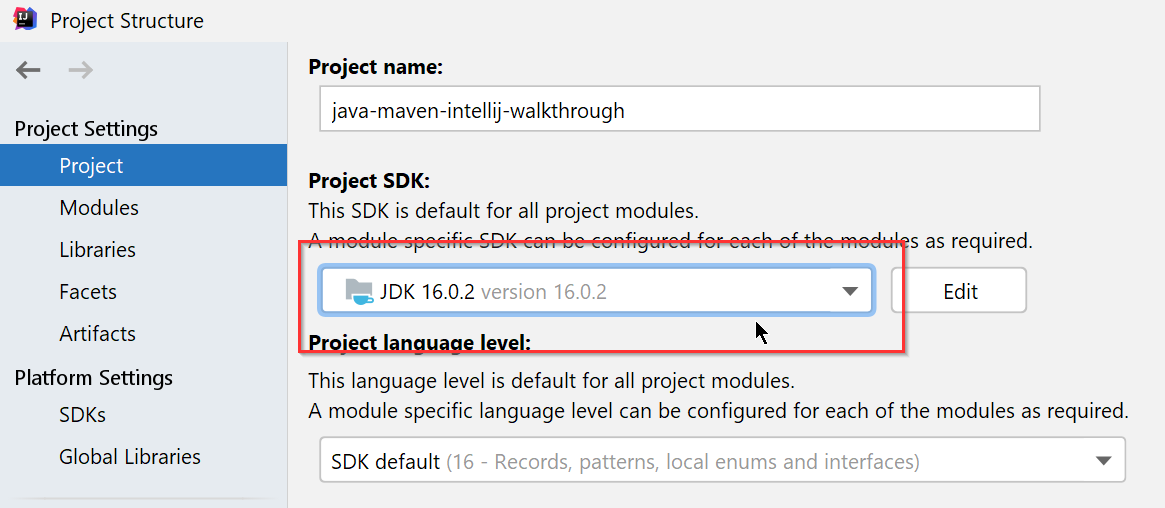 Project Structure
Project Settings
Project
Modules
Libraries
Facets
Artifacts
Platform Settings
SDKs
Global Libraries
Project name:
java-maven-intellij-walkthrough
Project SDK:
This SDK is default for all project modules.
A module specific SDK can be configured for each of the modules as required.
JDK 16.0.2 version 16.0.2
Edit
Project language level:
This language level is default for all project modules.
A module specific language level can be configured for each of the modules as required.
SDK default (16 - Records, patterns, local enums and interfaces)